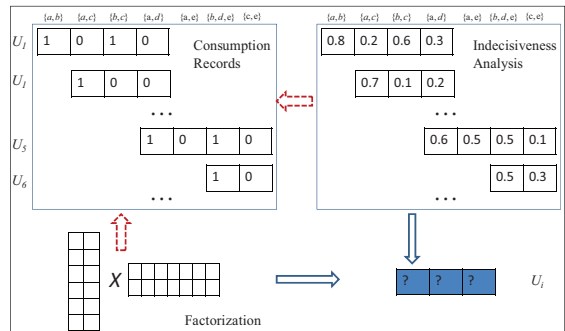 {a,b} {a,c} {b,c} {a,d} {a,e} {b,d,e} {c,e} {a,b} {a,c} {b,c} {a,d} {a,e} {b,d,e} {c,e}
U1 1 0 1 0 Consumption Records 0.8 0.2 0.6 0.3 Indecisiveness Analysis
U1 1 0 0 0.7 0.1 0.2
... ...
U5 1 0 1 0 0.6 0.5 0.5 0.1
U6 1 0 0.5 0.3
... ...
X ? ? ? Ui
Factorization